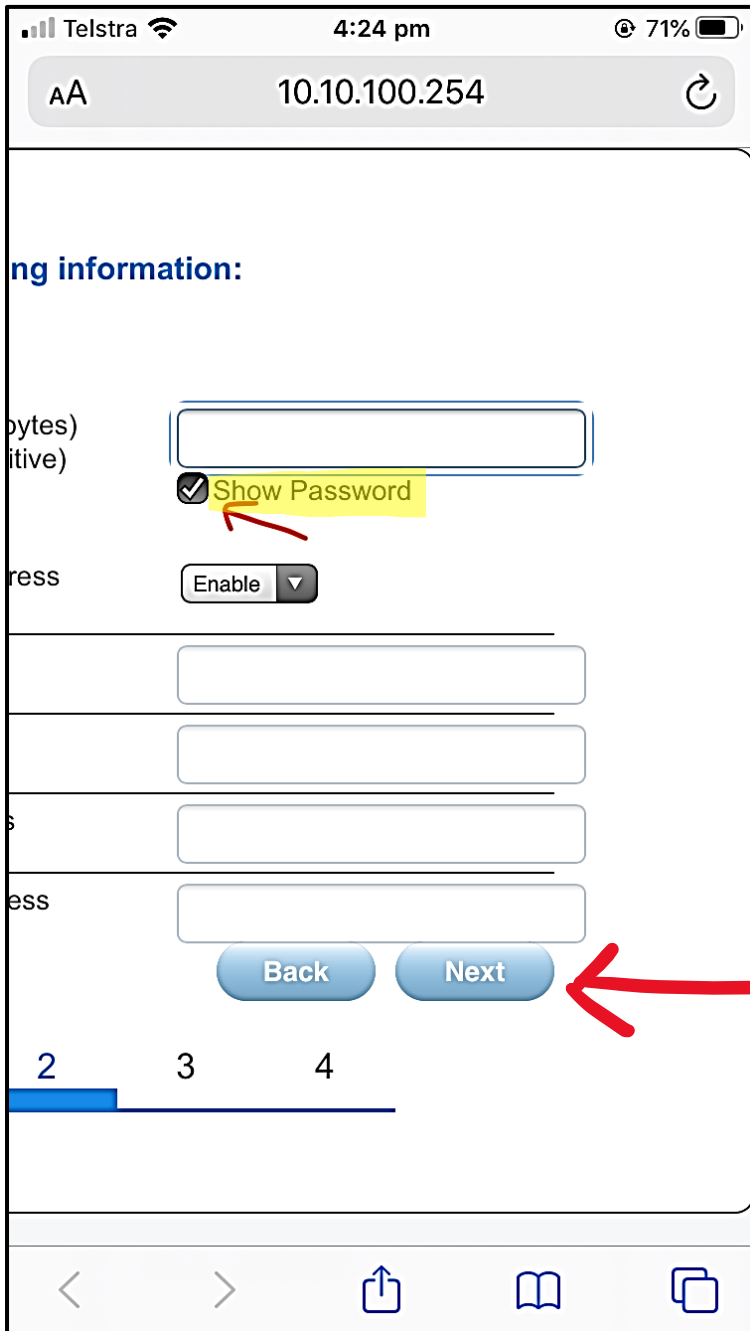 Telstra 4:24 pm 71%
AA 10.10.100.254
ng information:
bytes)
itive)
Show Password
ress Enable
s
ess
Back Next
2 3 4